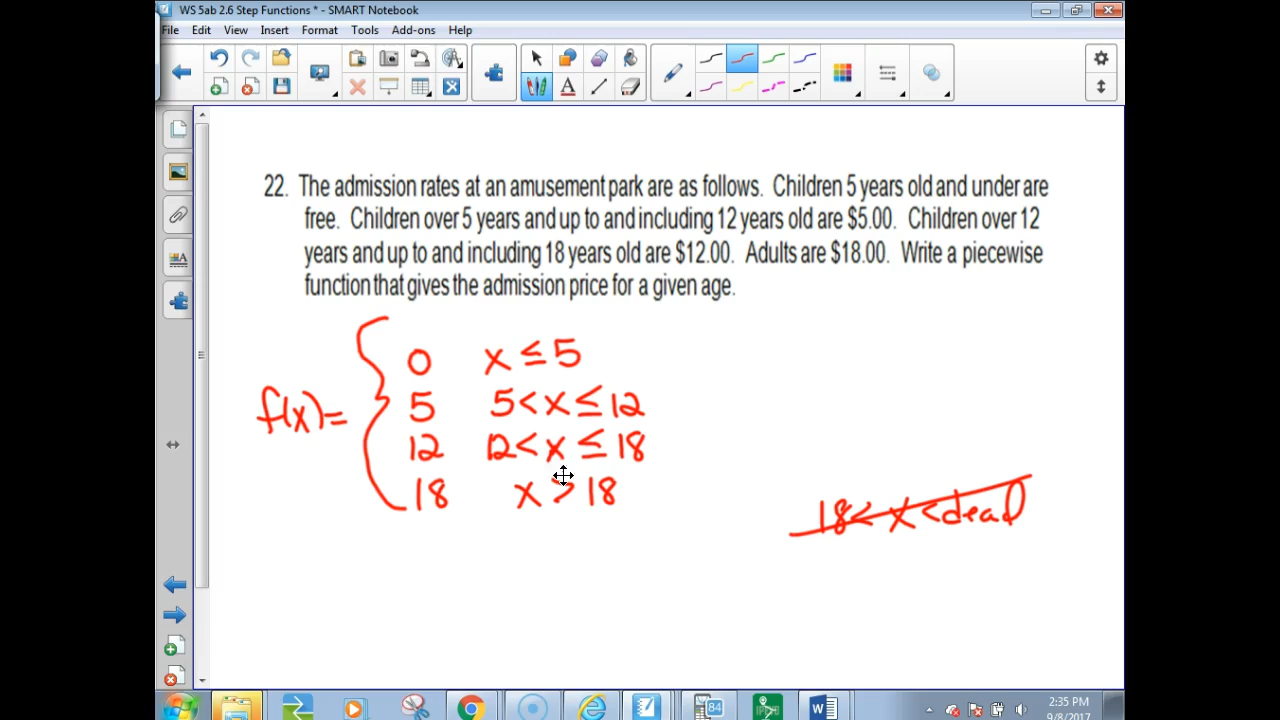 WS 5ab 2.6 Step Functions * - SMART Notebook
File Edit View Insert Format Tools Add-ons Help
22. The admission rates at an amusement park are as follows. Children 5 years old and under are
free. Children over 5 years and up to and including 12 years old are $5.00. Children over 12
years and up to and including 18 years old are $12.00. Adults are $18.00. Write a piecewise
function that gives the admission price for a given age.
0 x ≤ 5
5 5 < x ≤ 12
f(x) =
12 12 < x ≤ 18
18 x > 18
18 < x < dead
84
2:35 PM
9/8/2017